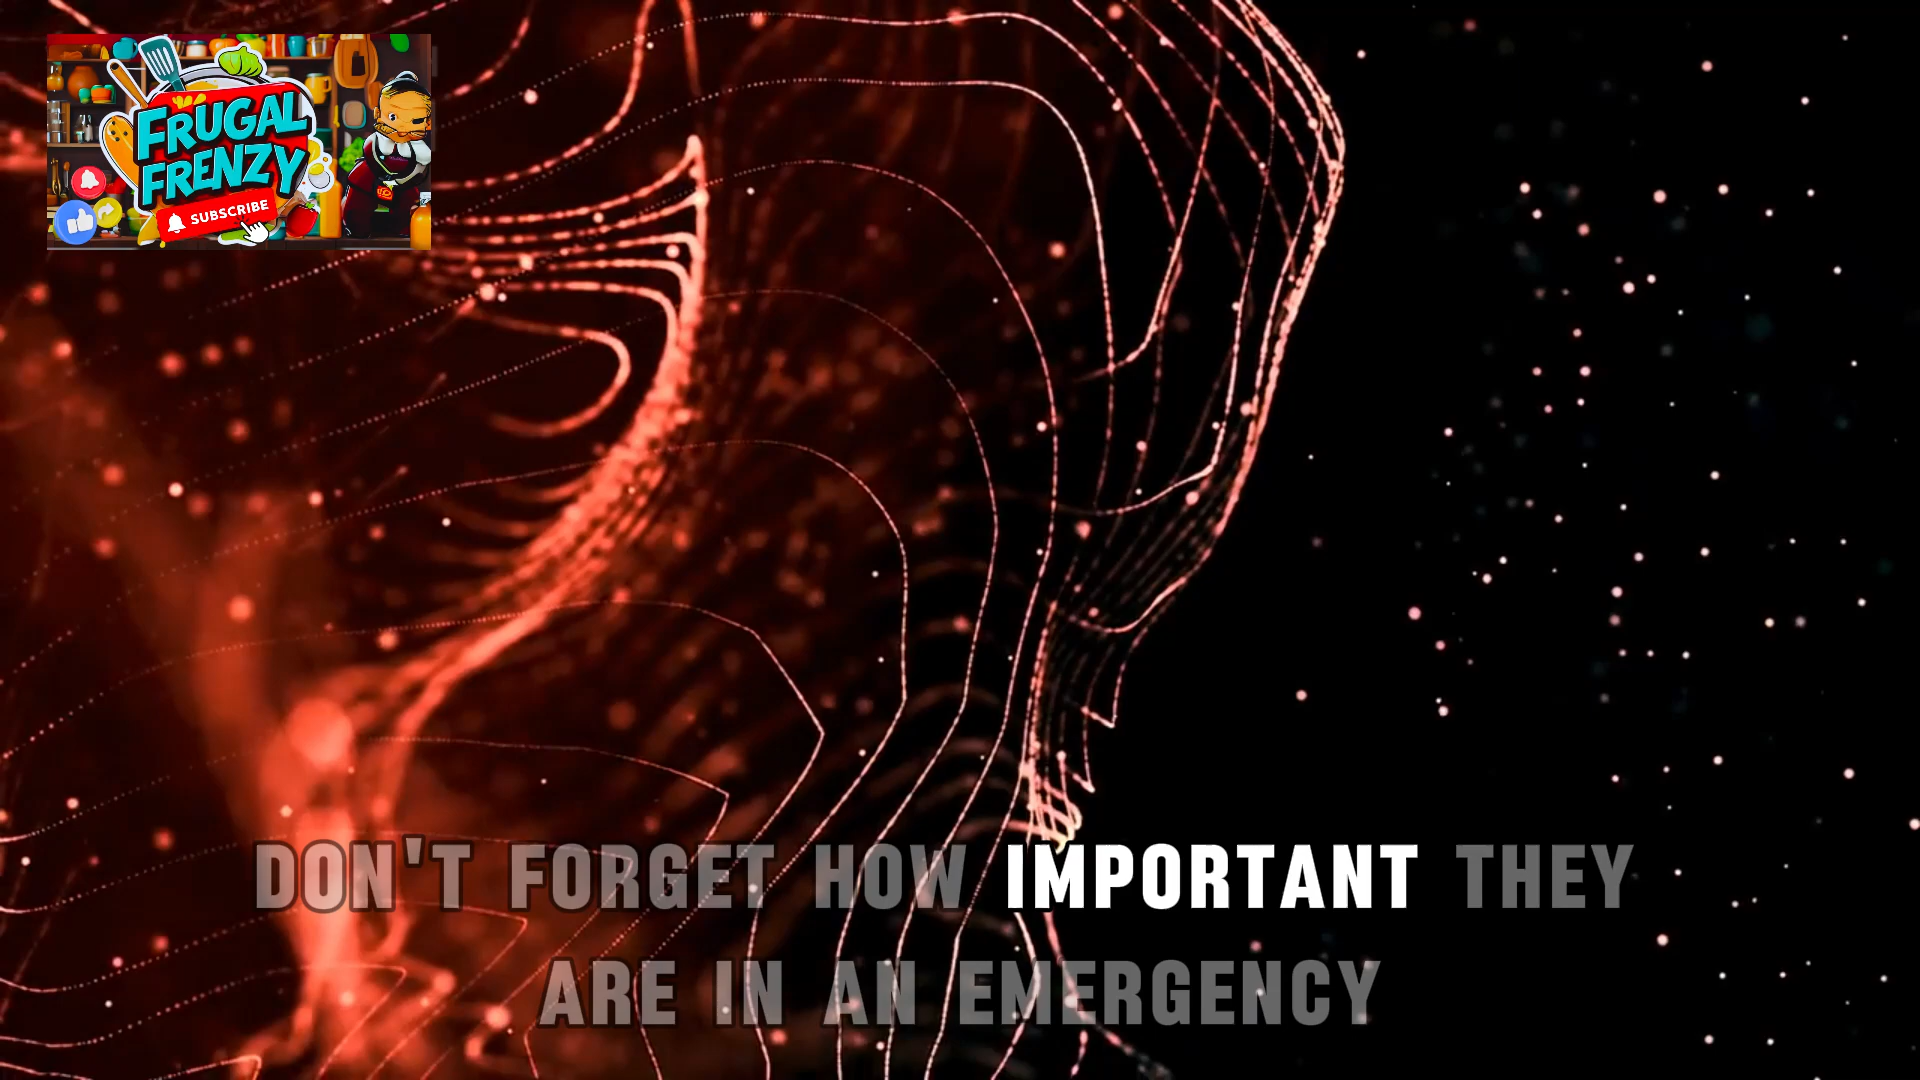 FRUGAL
FRENZY
SUBSCRIBE
DON'T FORGET HOW IMPORTANT THEY
ARE IN AN EMERGENCY